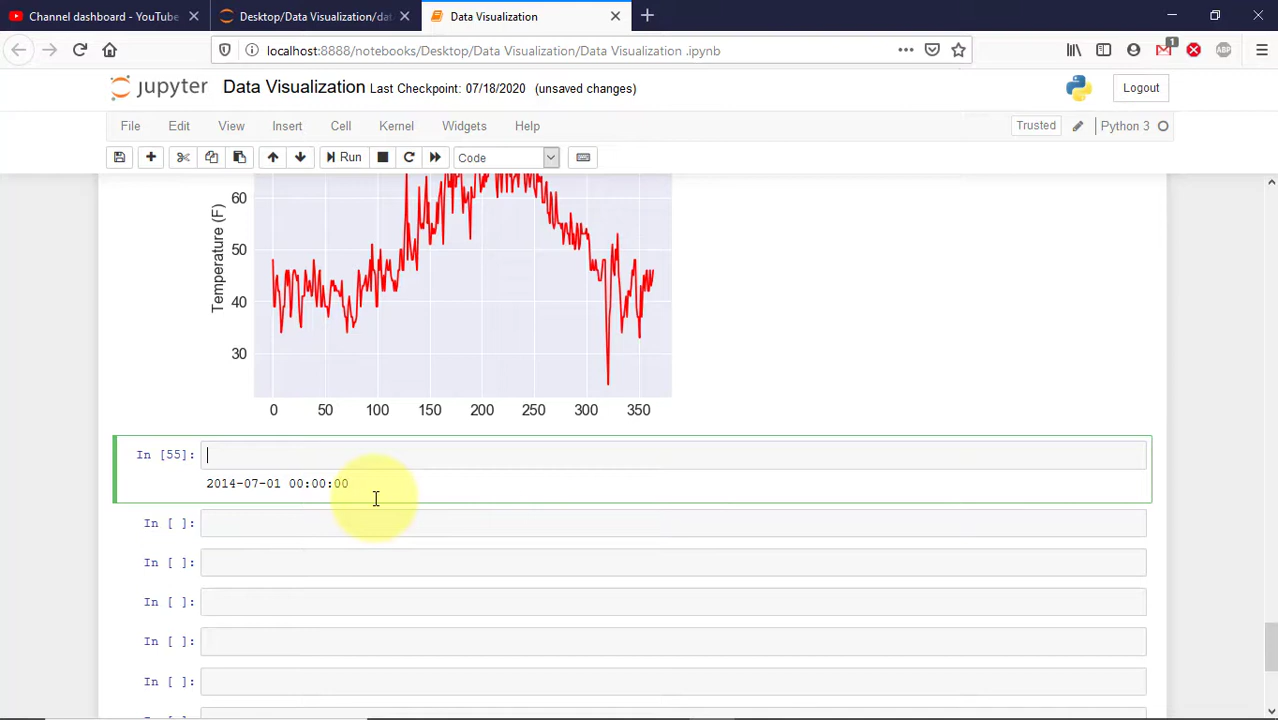 Channel dashboard - YouTube
Desktop/Data Visualization/dat
Data Visualization
localhost:8888/notebooks/Desktop/Data Visualization/Data Visualization .ipynb
1
ABP
jupyter Data Visualization Last Checkpoint: 07/18/2020 (unsaved changes)
Logout
File Edit View Insert Cell Kernel Widgets Help
Trusted
Python 3
Run
Code
60
50
40
30
Temperature (F)
0 50 100 150 200 250 300 350
In [55]:
2014-07-01 00:00:00
In [ ]:
In [ ]:
In [ ]:
In [ ]:
In [ ]: